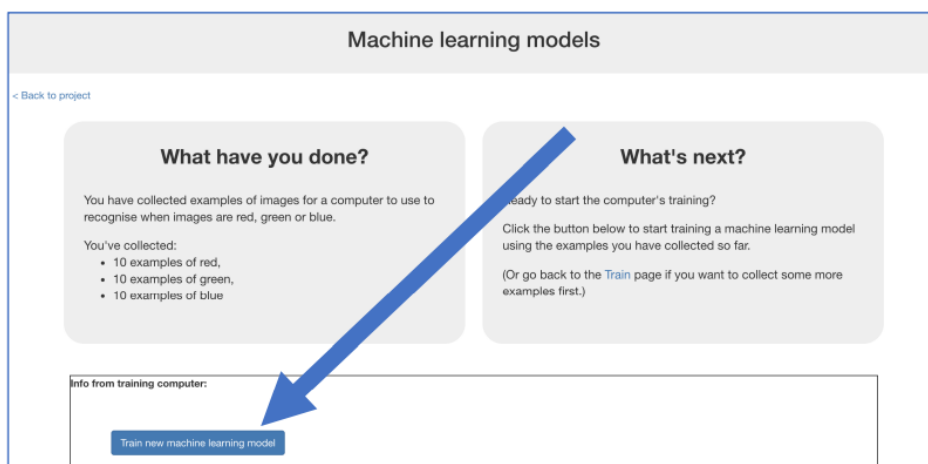 Machine learning models
< Back to project
What have you done?
You have collected examples of images for a computer to use to
recognise when images are red, green or blue.
You've collected:
• 10 examples of red,
• 10 examples of green,
• 10 examples of blue
What's next?
Ready to start the computer's training?
Click the button below to start training a machine learning model
using the examples you have collected so far.
(Or go back to the Train page if you want to collect some more
examples first.)
Info from training computer:
Train new machine learning model